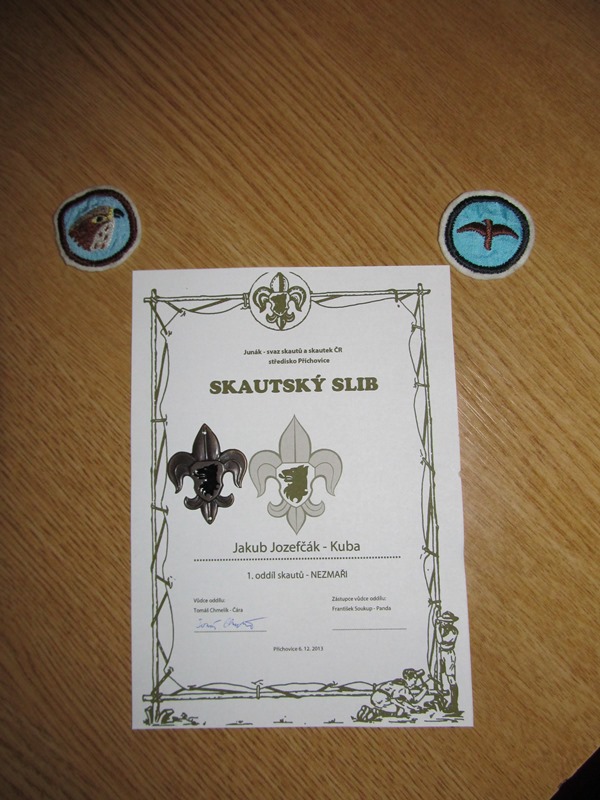 Junák - svaz skautů a skautek ČR
středisko Příchovice
SKAUTSKÝ SLIB
Jakub Jozefčák - Kuba
1. oddíl skautů - NEZMAŘI
Vůdce oddílu:
Tomáš Chmelík - Čára
Zástupce vůdce oddílu:
František Soukup - Panda
Příchovice 6. 12. 2013